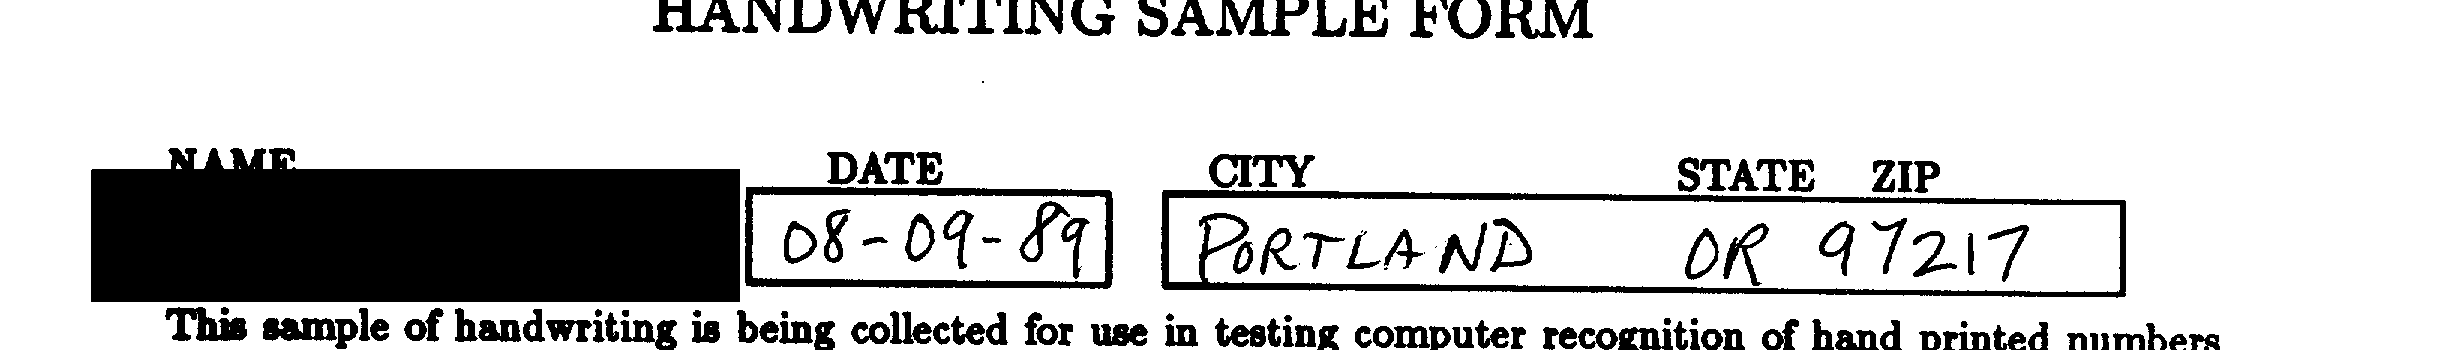 HANDWRITING SAMPLE FORM
NAME DATE CITY STATE ZIP
08-09-89 PORTLAND OR 97217
This sample of handwriting is being collected for use in testing computer recognition of hand printed numbers